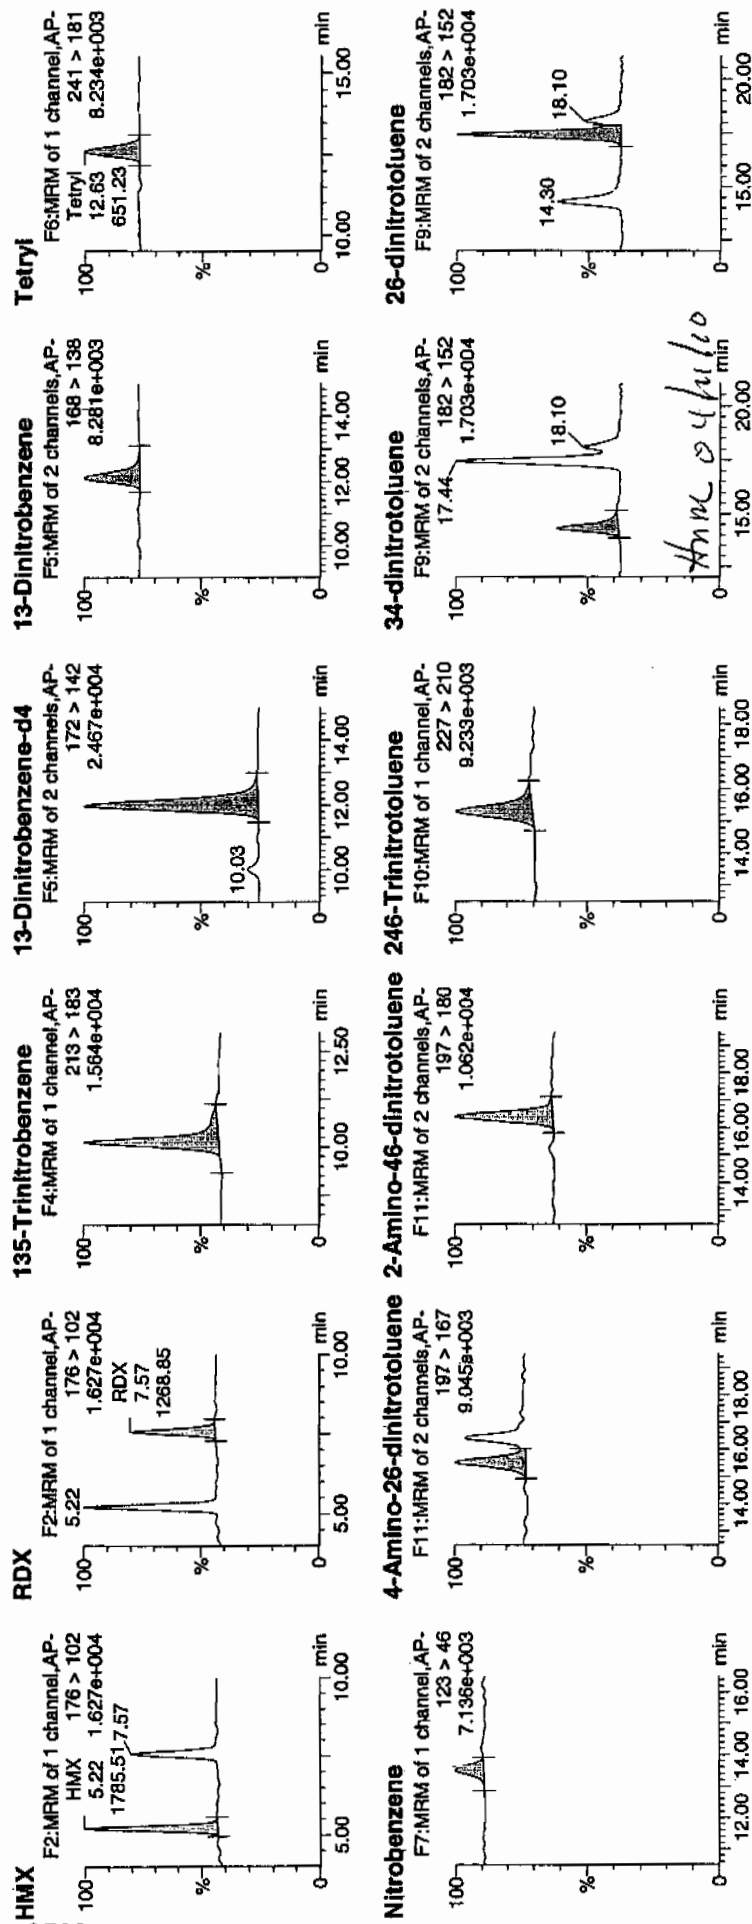 HMX
F2:MRM of 1 channel,AP-
176 > 102
1.627e+004
HMX
5.22
1785.51
7.57
100
%
0
5.00
10.00
min
RDX
F2:MRM of 1 channel,AP-
176 > 102
1.627e+004
5.22
RDX
7.57
1268.85
100
%
0
5.00
10.00
min
135-Trinitrobenzene
F4:MRM of 1 channel,AP-
213 > 183
1.564e+004
100
%
0
10.00
12.50
min
13-Dinitrobenzene-d4
F5:MRM of 2 channels,AP-
172 > 142
2.467e+004
10.03
100
%
0
10.00
12.00
14.00
min
13-Dinitrobenzene
F5:MRM of 2 channels,AP-
168 > 138
8.281e+003
100
%
0
10.00
12.00
14.00
min
Tetryl
F6:MRM of 1 channel,AP-
241 > 181
8.234e+003
Tetryl
12.63
651.23
100
%
0
10.00
15.00
min
Nitrobenzene
F7:MRM of 1 channel,AP-
123 > 46
7.136e+003
100
%
0
12.00
14.00
16.00
min
4-Amino-26-dinitrotoluene
F11:MRM of 2 channels,AP-
197 > 167
9.045e+003
100
%
0
14.00
16.00
18.00
min
2-Amino-46-dinitrotoluene
F11:MRM of 2 channels,AP-
197 > 180
1.062e+004
100
%
0
14.00
16.00
18.00
min
246-Trinitrotoluene
F10:MRM of 1 channel,AP-
227 > 210
9.233e+003
100
%
0
14.00
16.00
18.00
min
34-dinitrotoluene
F9:MRM of 2 channels,AP-
182 > 152
1.703e+004
17.44
18.10
100
%
0
15.00
20.00
min
26-dinitrotoluene
F9:MRM of 2 channels,AP-
182 > 152
1.703e+004
14.30
18.10
100
%
0
15.00
20.00
min